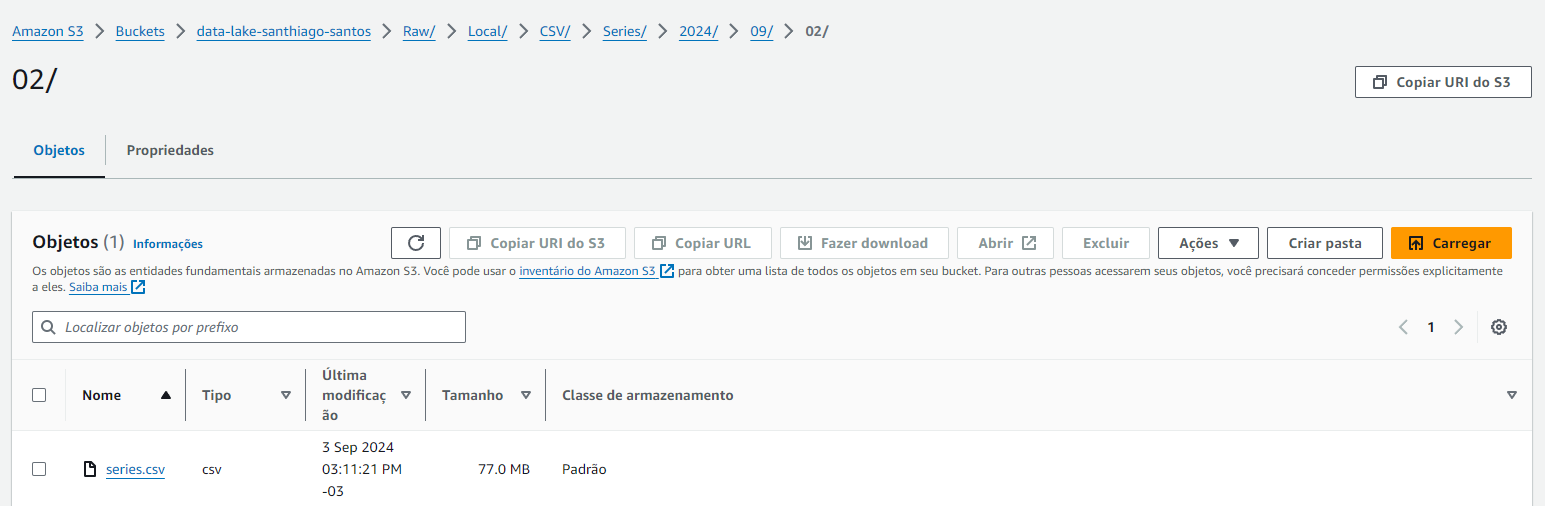 Amazon S3 > Buckets > data-lake-santhiago-santos > Raw/ > Local/ > CSV/ > Series/ > 2024/ > 09/ > 02/
02/
Copiar URI do S3
Objetos Propriedades
Objetos (1) Informações Copiar URI do S3 Copiar URL Fazer download Abrir Excluir Ações Criar pasta Carregar
Os objetos são as entidades fundamentais armazenadas no Amazon S3. Você pode usar o inventário do Amazon S3 para obter uma lista de todos os objetos em seu bucket. Para outras pessoas acessarem seus objetos, você precisará conceder permissões explicitamente
a eles. Saiba mais
Localizar objetos por prefixo
1
Nome Tipo
Última
modificaç
ão
Tamanho Classe de armazenamento
series.csv csv
3 Sep 2024
03:11:21 PM
-03
77.0 MB Padrão